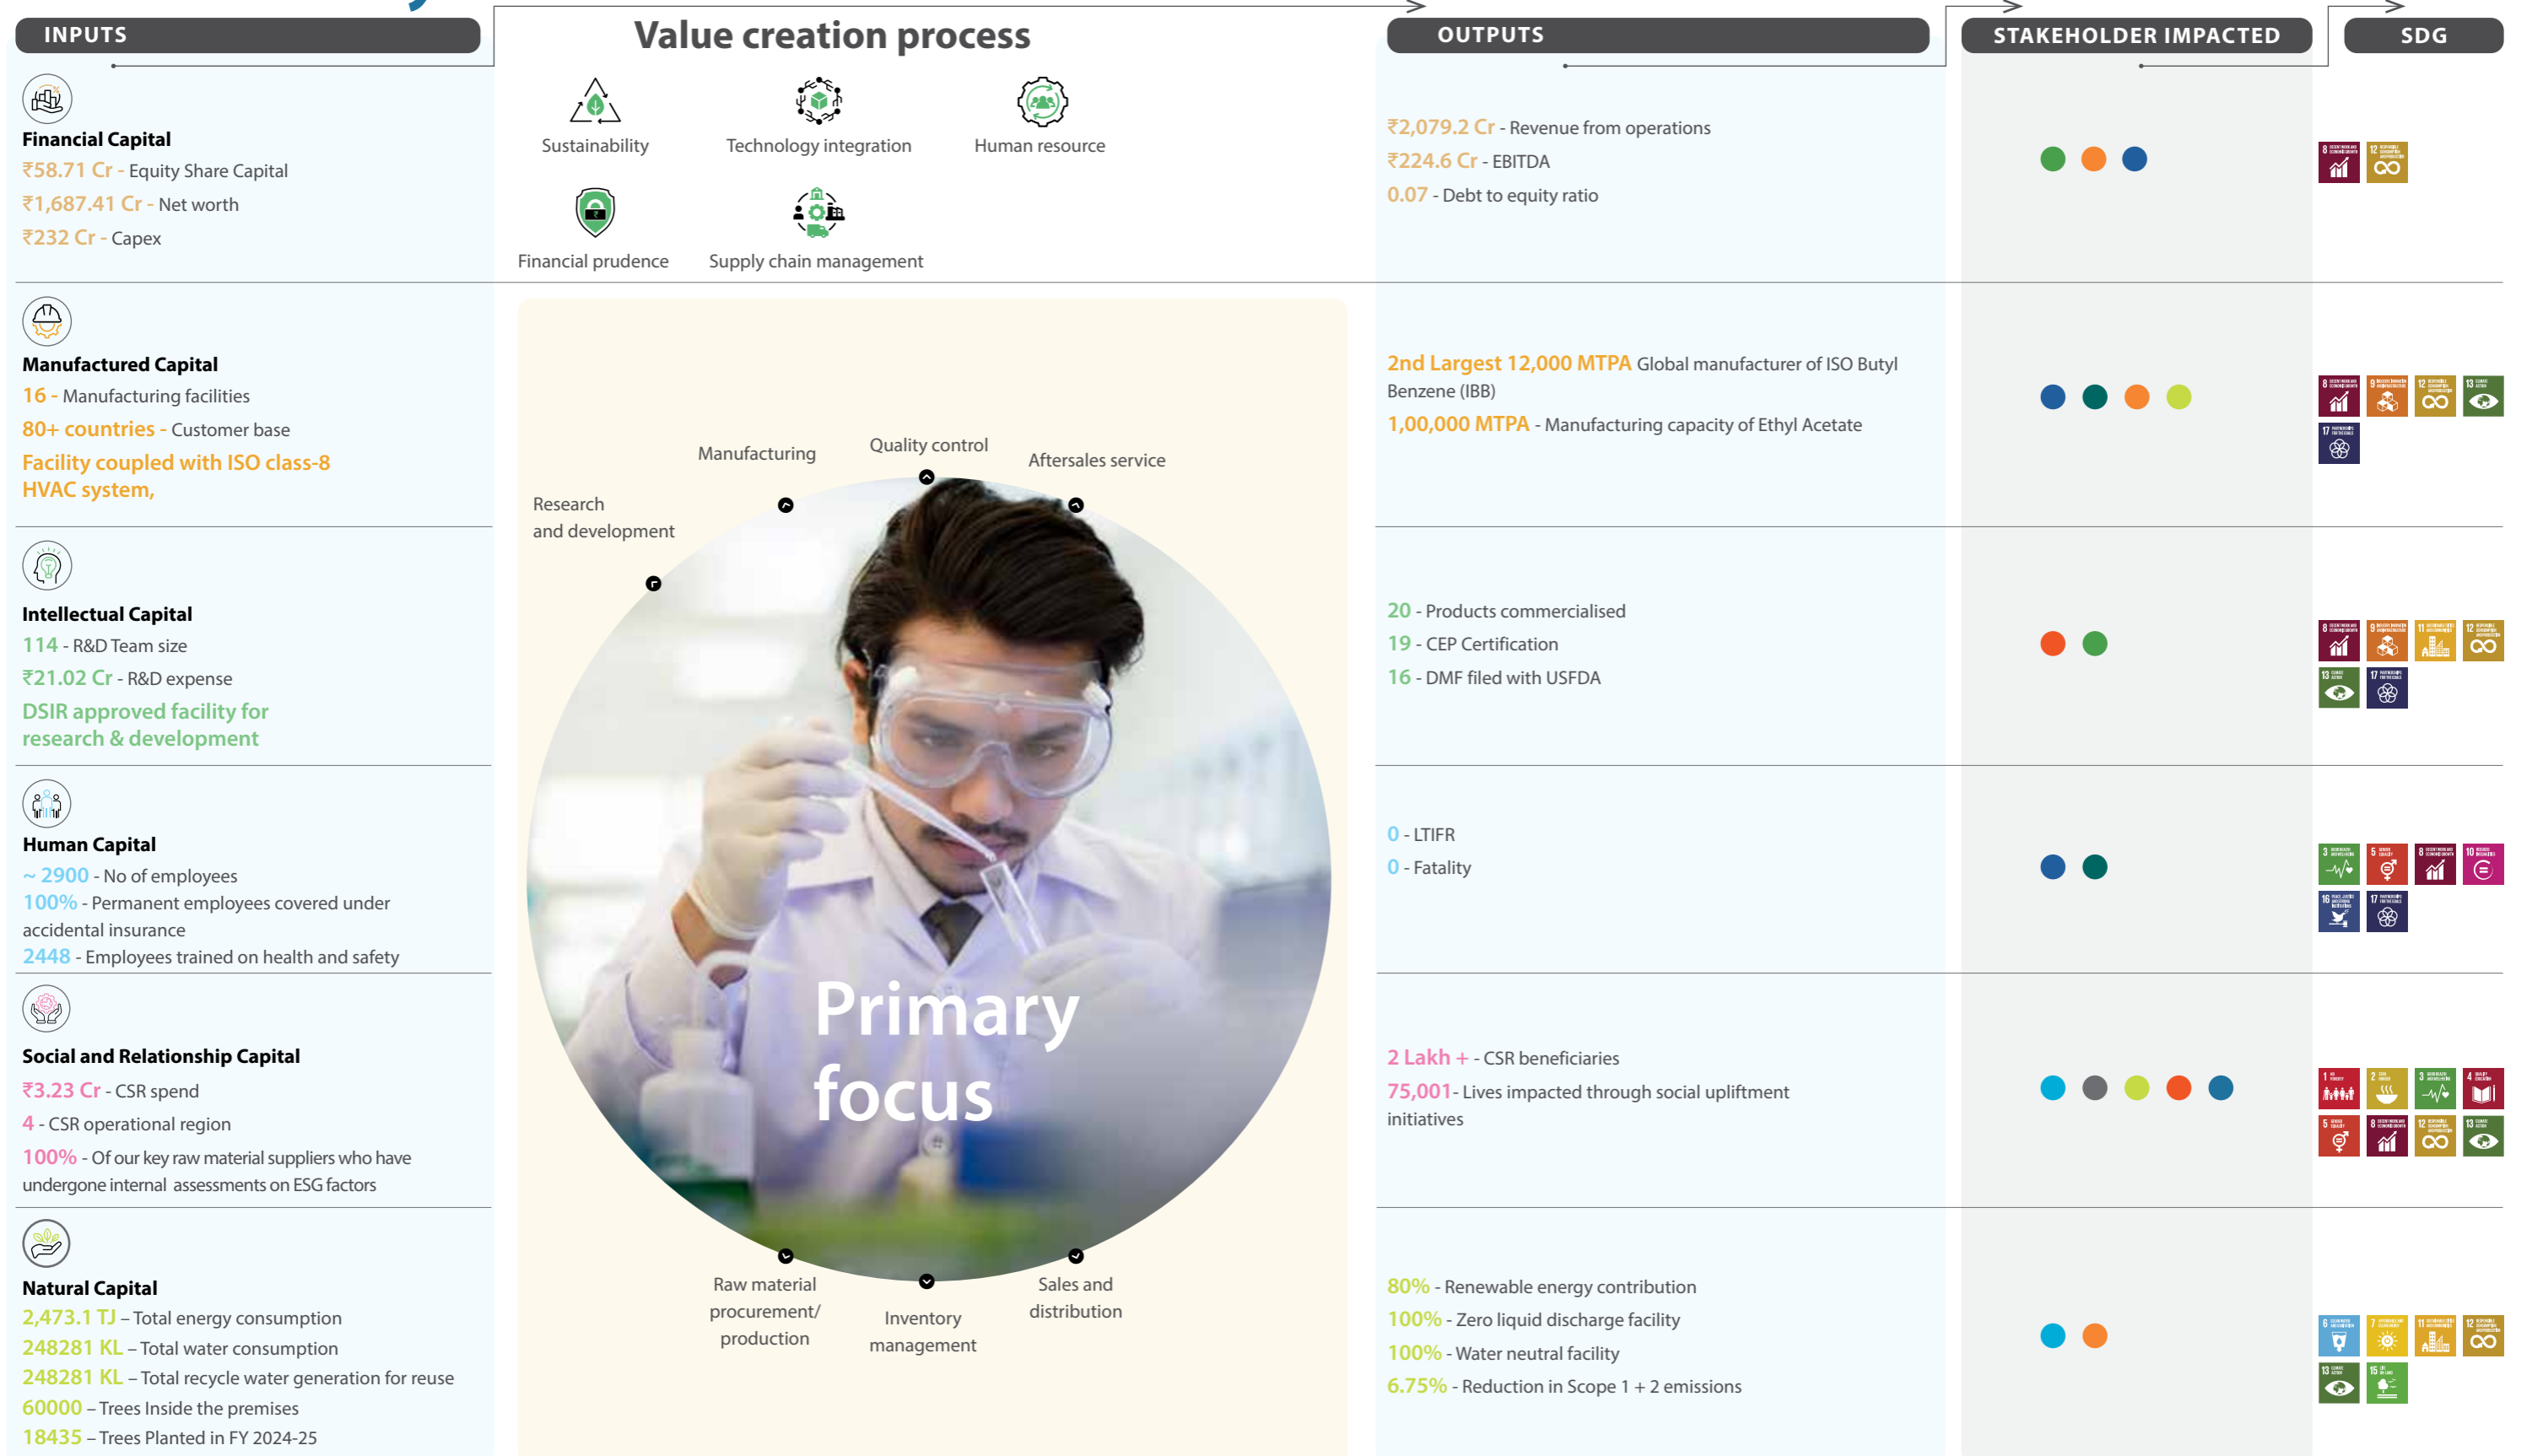 INPUTS
Value creation process
OUTPUTS
STAKEHOLDER IMPACTED
SDG
Financial Capital
₹58.71 Cr - Equity Share Capital
₹1,687.41 Cr - Net worth
₹232 Cr - Capex
Sustainability
Technology integration
Human resource
Financial prudence
Supply chain management
₹2,079.2 Cr - Revenue from operations
₹224.6 Cr - EBITDA
0.07 - Debt to equity ratio
Manufactured Capital
16 - Manufacturing facilities
80+ countries - Customer base
Facility coupled with ISO class-8
HVAC system,
2nd Largest 12,000 MTPA Global manufacturer of ISO Butyl
Benzene (IBB)
1,00,000 MTPA - Manufacturing capacity of Ethyl Acetate
Research
and development
Manufacturing
Quality control
Aftersales service
Intellectual Capital
114 - R&D Team size
₹21.02 Cr - R&D expense
DSIR approved facility for
research & development
20 - Products commercialised
19 - CEP Certification
16 - DMF filed with USFDA
Human Capital
~ 2900 - No of employees
100% - Permanent employees covered under
accidental insurance
2448 - Employees trained on health and safety
0 - LTIFR
0 - Fatality
Primary
focus
Social and Relationship Capital
₹3.23 Cr - CSR spend
4 - CSR operational region
100% - Of our key raw material suppliers who have
undergone internal assessments on ESG factors
2 Lakh + - CSR beneficiaries
75,001- Lives impacted through social upliftment
initiatives
Natural Capital
2,473.1 TJ – Total energy consumption
248281 KL – Total water consumption
248281 KL – Total recycle water generation for reuse
60000 – Trees Inside the premises
18435 – Trees Planted in FY 2024-25
Raw material
procurement/
production
Inventory
management
Sales and
distribution
80% - Renewable energy contribution
100% - Zero liquid discharge facility
100% - Water neutral facility
6.75% - Reduction in Scope 1 + 2 emissions